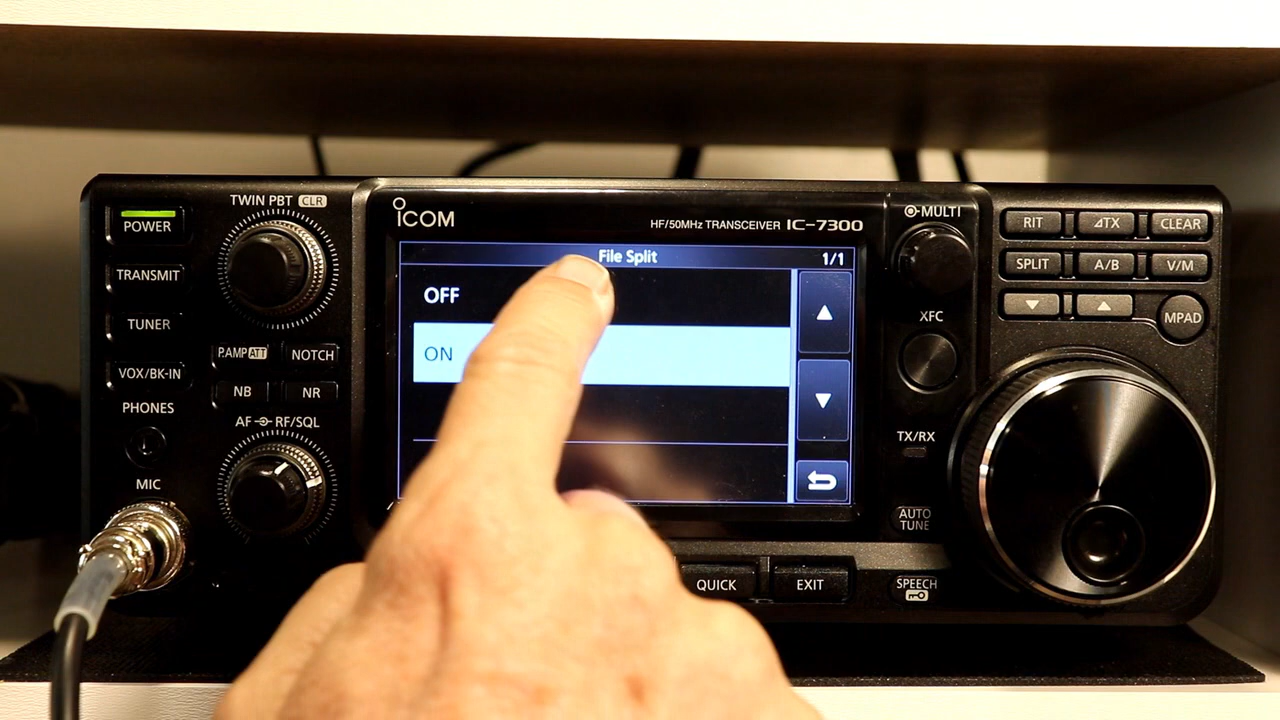 TWIN PBT CLR
POWER
TRANSMIT
TUNER
P.AMP ATT
NOTCH
VOX/BK-IN
NB
NR
PHONES
AF RF/SQL
MIC
ICOM
HF/50MHz TRANSCEIVER IC-7300
File Split 1/1
OFF
ON
QUICK
EXIT
MULTI
XFC
TX/RX
AUTO
TUNE
SPEECH
RIT
⊿TX
CLEAR
SPLIT
A/B
V/M
MPAD